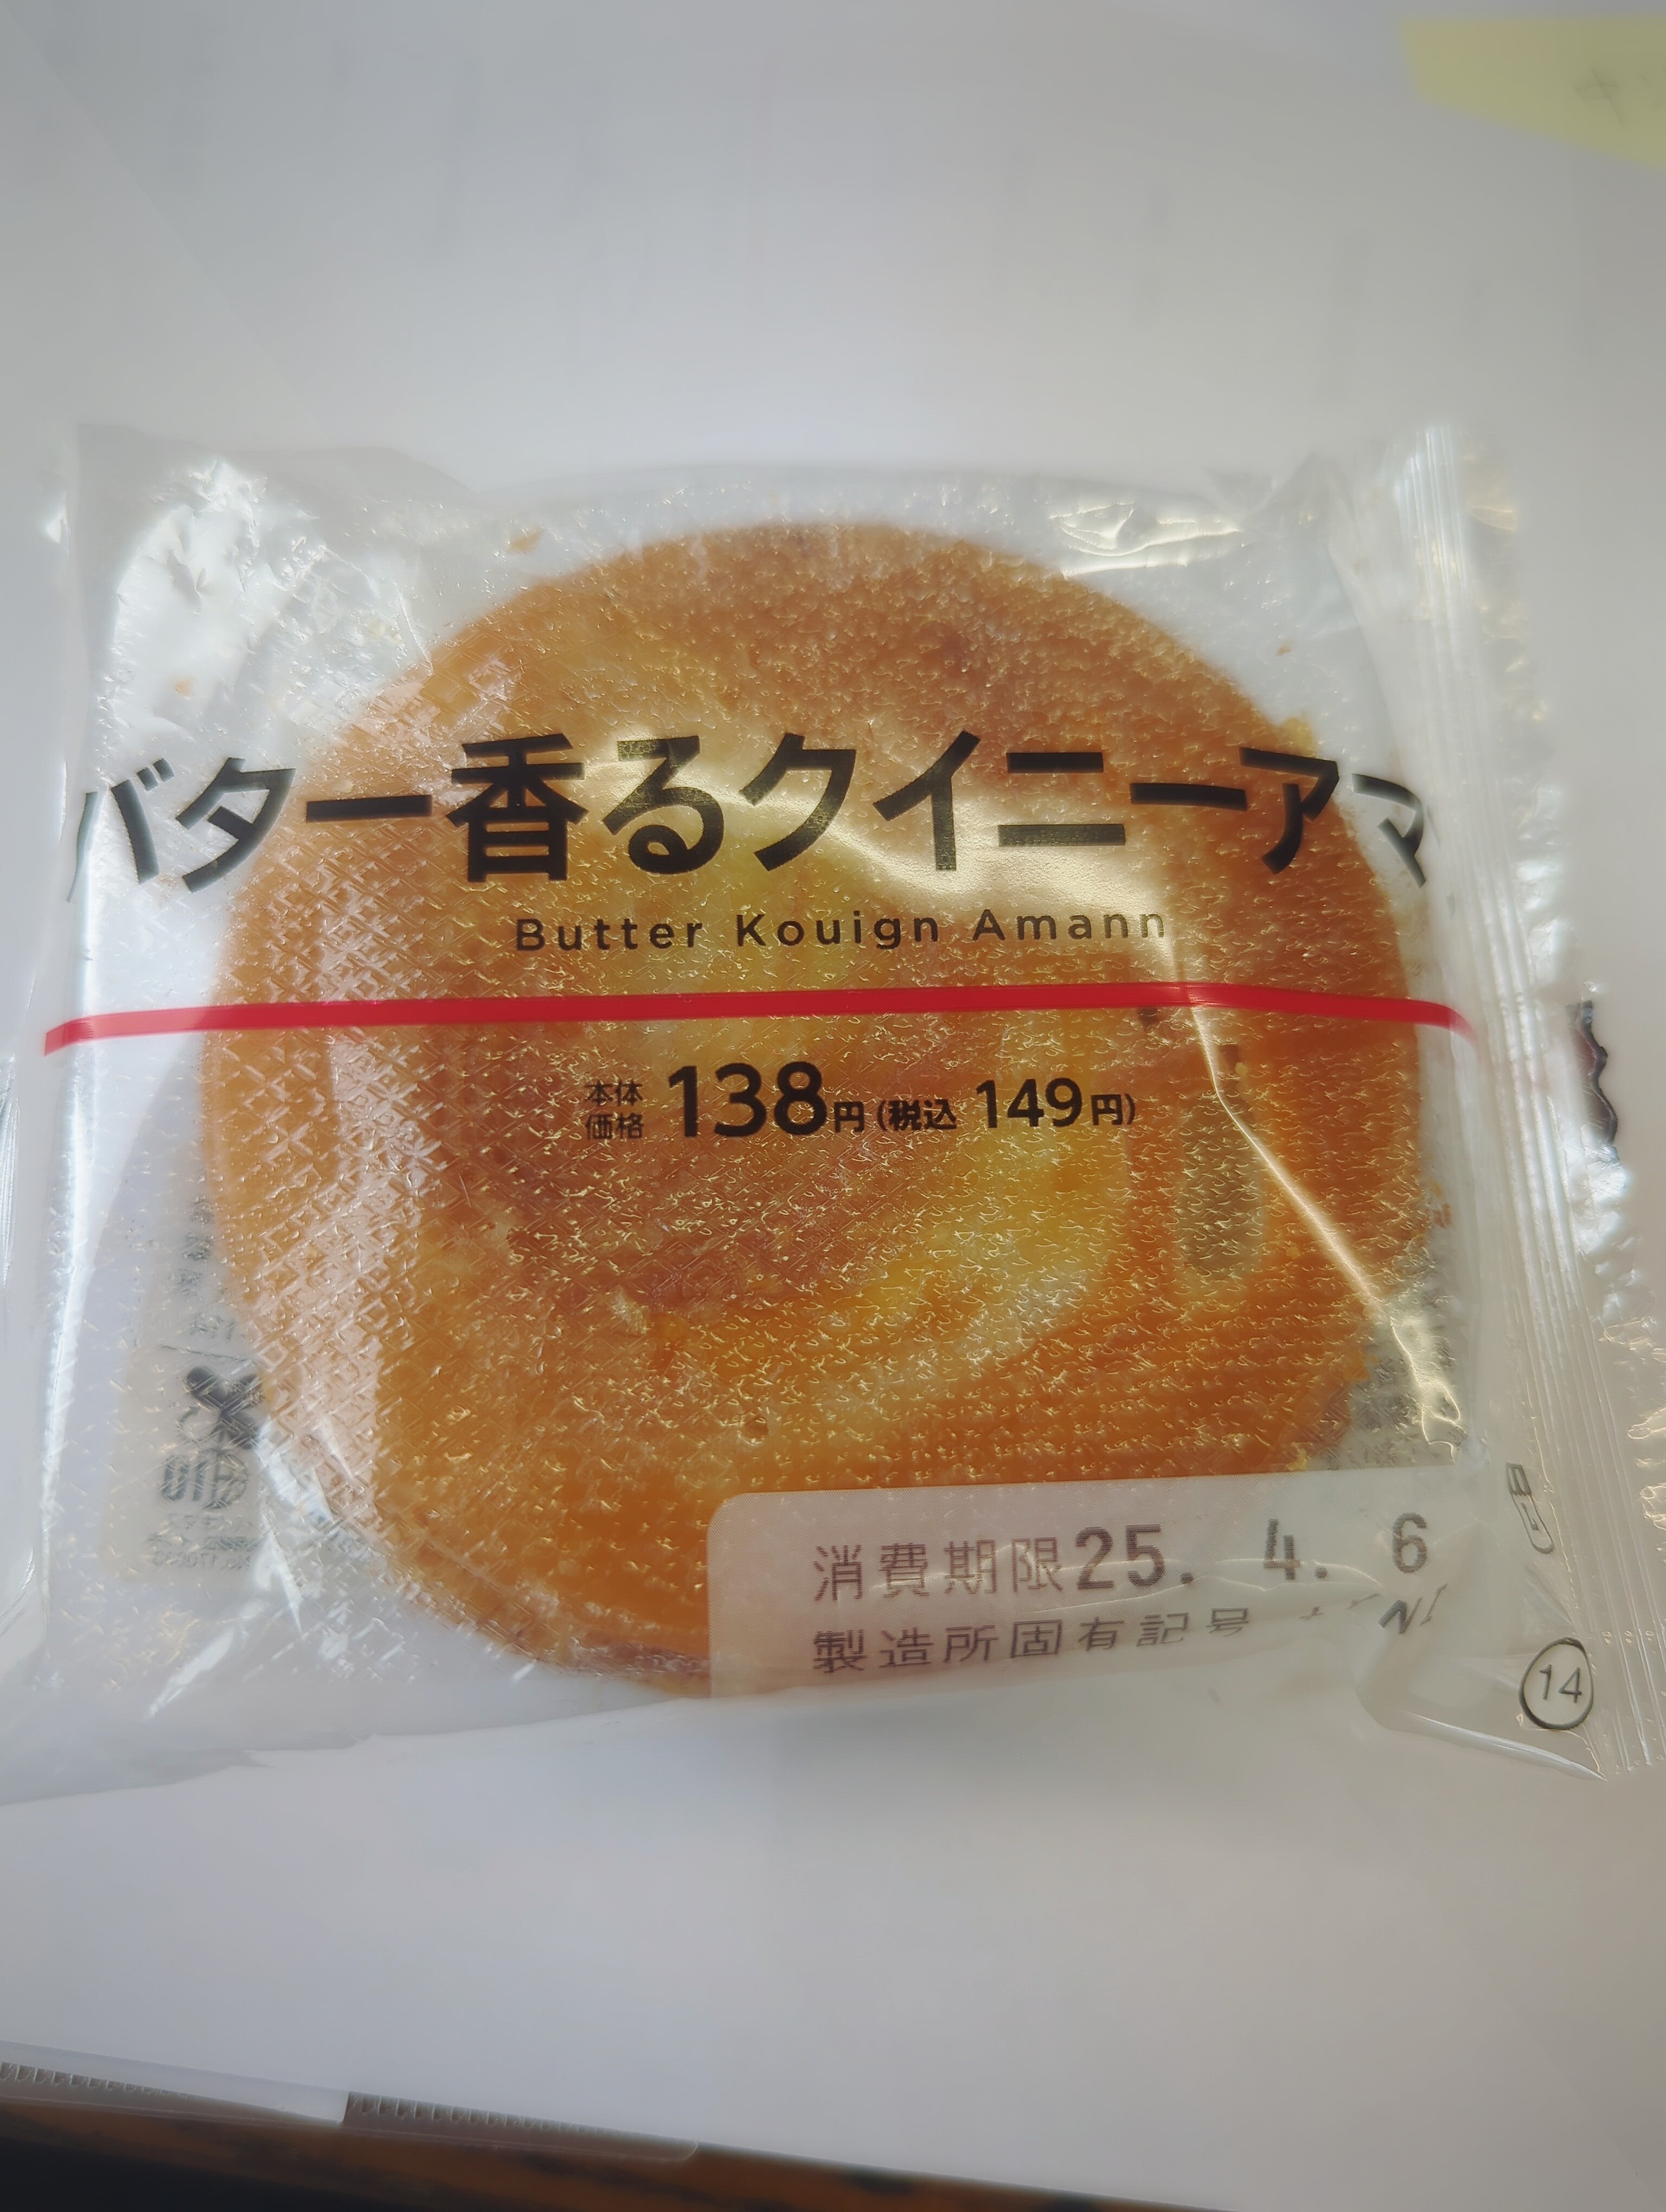 バター香るクイニーアマ
Butter Kouign Amann
本体価格 138円(税込 149円)
消費期限25. 4. 6
製造所固有記号
14